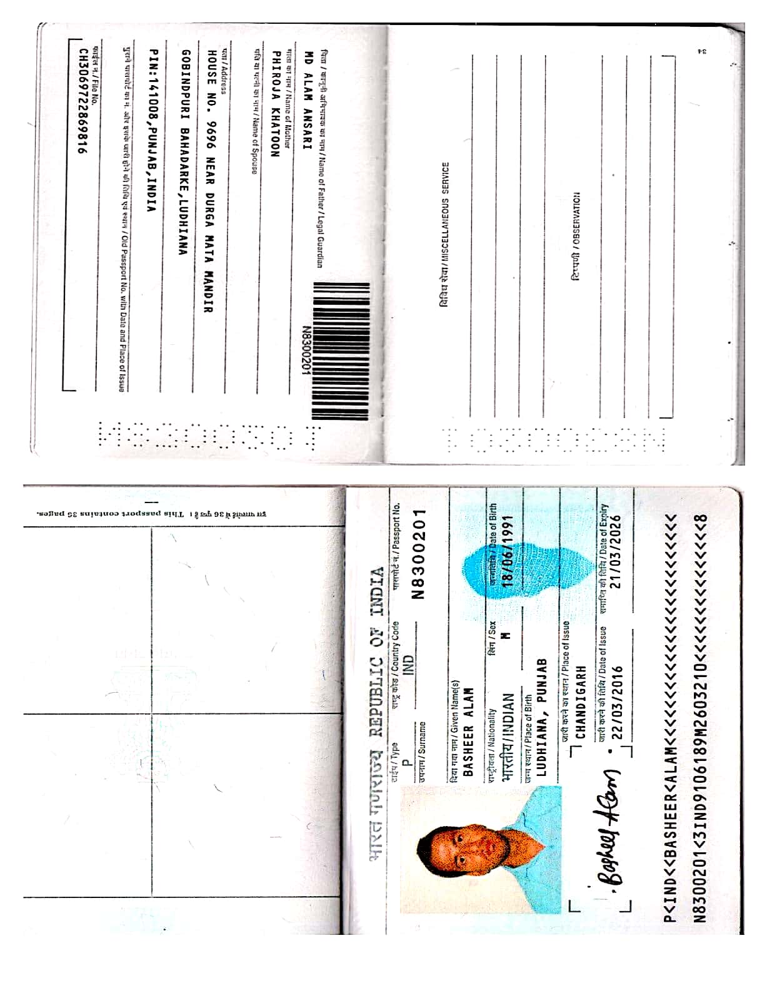 34
विविध सेवा / MISCELLANEOUS SERVICE
टिप्पणी / OBSERVATION
पिता / कानूनी अभिभावक का नाम / Name of Father / Legal Guardian
MD ALAM ANSARI
माता का नाम / Name of Mother
PHIROJA KHATOON
पति या पत्नी का नाम / Name of Spouse
पता / Address
HOUSE NO. 9696 NEAR DURGA MATA MANDIR
GOBINDPURI BAHADARKE,LUDHIANA
PIN:141008,PUNJAB,INDIA
पुराने पासपोर्ट का न. और इसके जारी होने की तिथि एवं स्थान / Old Passport No. with Date and Place of Issue
फाईल न. / File No.
CH3069722869816
N8300201
N8300201
N8300201
इस पासपोर्ट में 36 पृष्ठ है। This passport contains 36 pages.
भारत गणराज्य REPUBLIC OF INDIA
टाईप / Type
राष्ट्र कोड / Country Code
पासपोर्ट न. / Passport No.
P
IND
N8300201
उपनाम / Surname
दिया गया नाम / Given Name(s)
BASHEER ALAM
राष्ट्रीयता / Nationality
लिंग / Sex
जन्मतिथि / Date of Birth
भारतीय/INDIAN
M
18/06/1991
जन्म स्थान / Place of Birth
LUDHIANA, PUNJAB
जारी करने का स्थान / Place of Issue
CHANDIGARH
जारी करने की तिथि / Date of Issue
समाप्ति की तिथि / Date of Expiry
22/03/2016
21/03/2026
Basheer Alam
P<IND<<BASHEER<ALAM<<<<<<<<<<<<<<<<<<<<<<<<<
N8300201<3IND9106189M2603210<<<<<<<<<<<<<<<8